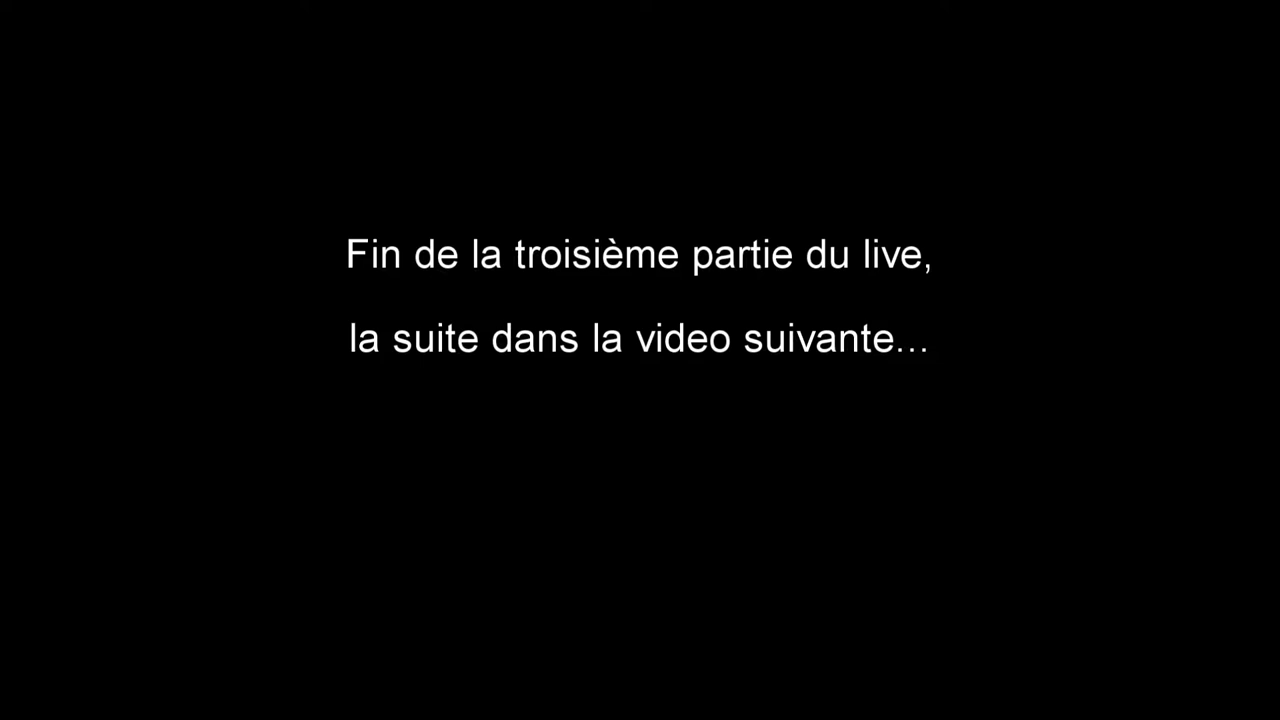 Fin de la troisième partie du live,
la suite dans la video suivante...